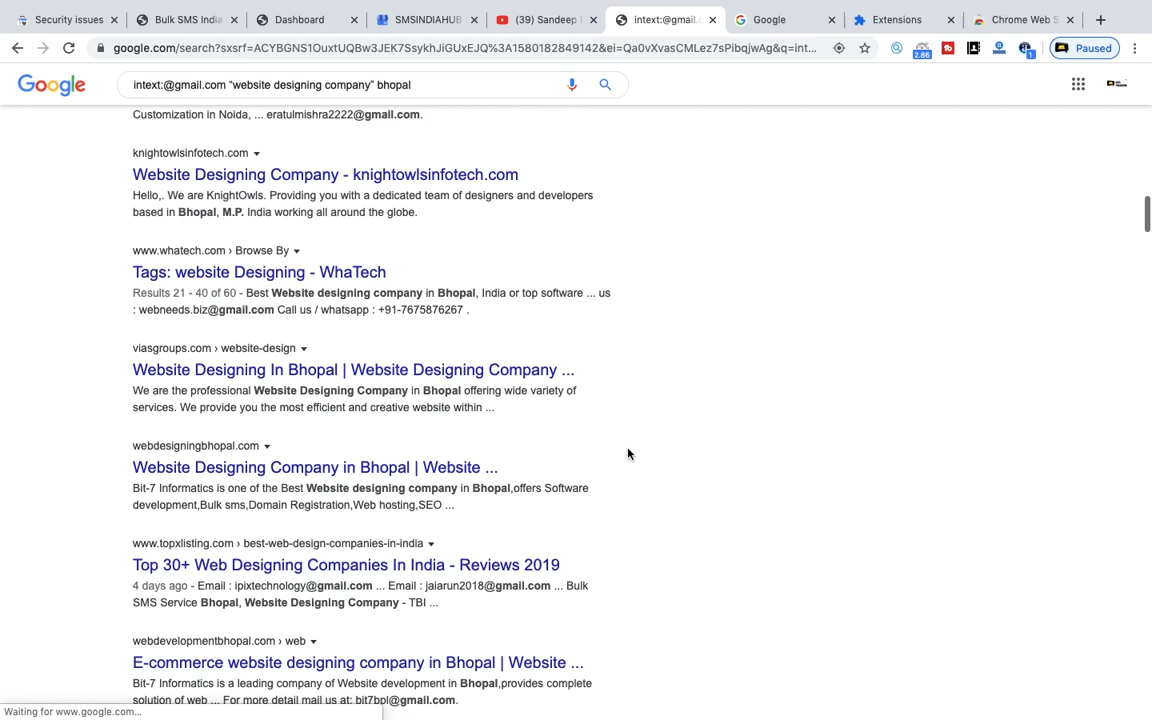 Security issues
Bulk SMS India
Dashboard
SMSINDIAHUB
(39) Sandeep
intext:@gmail.c
Google
Extensions
Chrome Web S
google.com/search?sxsrf=ACYBGNS1OuxtUQBw3JEK7SsykhJiGUxEJQ%3A1580182849142&ei=Qa0vXvasCMLez7sPibqjwAg&q=int...
2.86
1
Paused
Google
intext:@gmail.com "website designing company" bhopal
Customization in Noida, ... eratulmishra2222@gmail.com.
knightowlsinfotech.com
Website Designing Company - knightowlsinfotech.com
Hello,. We are KnightOwls. Providing you with a dedicated team of designers and developers
based in Bhopal, M.P. India working all around the globe.
www.whatech.com › Browse By
Tags: website Designing - WhaTech
Results 21 - 40 of 60 - Best Website designing company in Bhopal, India or top software ... us
: webneeds.biz@gmail.com Call us / whatsapp : +91-7675876267 .
viasgroups.com › website-design
Website Designing In Bhopal | Website Designing Company ...
We are the professional Website Designing Company in Bhopal offering wide variety of
services. We provide you the most efficient and creative website within ...
webdesigningbhopal.com
Website Designing Company in Bhopal | Website ...
Bit-7 Informatics is one of the Best Website designing company in Bhopal,offers Software
development,Bulk sms,Domain Registration,Web hosting,SEO ...
www.topxlisting.com › best-web-design-companies-in-india
Top 30+ Web Designing Companies In India - Reviews 2019
4 days ago - Email : ipixtechnology@gmail.com ... Email : jaiarun2018@gmail.com ... Bulk
SMS Service Bhopal, Website Designing Company - TBI ...
webdevelopmentbhopal.com › web
E-commerce website designing company in Bhopal | Website ...
Bit-7 Informatics is a leading company of Website development in Bhopal,provides complete
solution of web ... For more detail mail us at: bit7bpl@gmail.com.
Waiting for www.google.com...